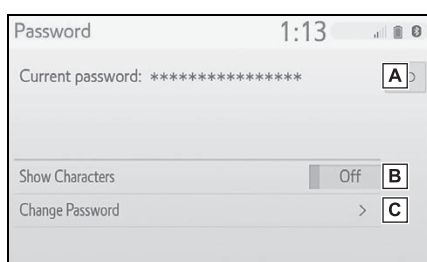 Password 1:13
Current password: **************** A
Show Characters Off B
Change Password > C